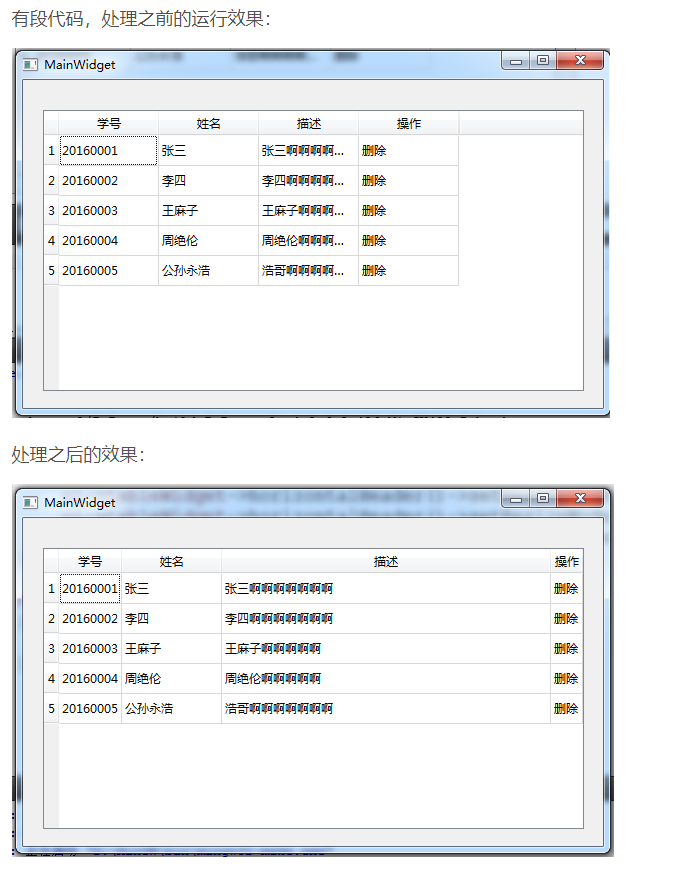 有段代码，处理之前的运行效果：
MainWidget
学号 姓名 描述 操作
1 20160001 张三 张三啊啊啊啊... 删除
2 20160002 李四 李四啊啊啊啊... 删除
3 20160003 王麻子 王麻子啊啊啊... 删除
4 20160004 周绝伦 周绝伦啊啊啊... 删除
5 20160005 公孙永浩 浩哥啊啊啊啊... 删除
处理之后的效果：
MainWidget
学号 姓名 描述 操作
1 20160001 张三 张三啊啊啊啊啊啊啊 删除
2 20160002 李四 李四啊啊啊啊啊啊啊 删除
3 20160003 王麻子 王麻子啊啊啊啊啊 删除
4 20160004 周绝伦 周绝伦啊啊啊啊啊 删除
5 20160005 公孙永浩 浩哥啊啊啊啊啊啊啊 删除